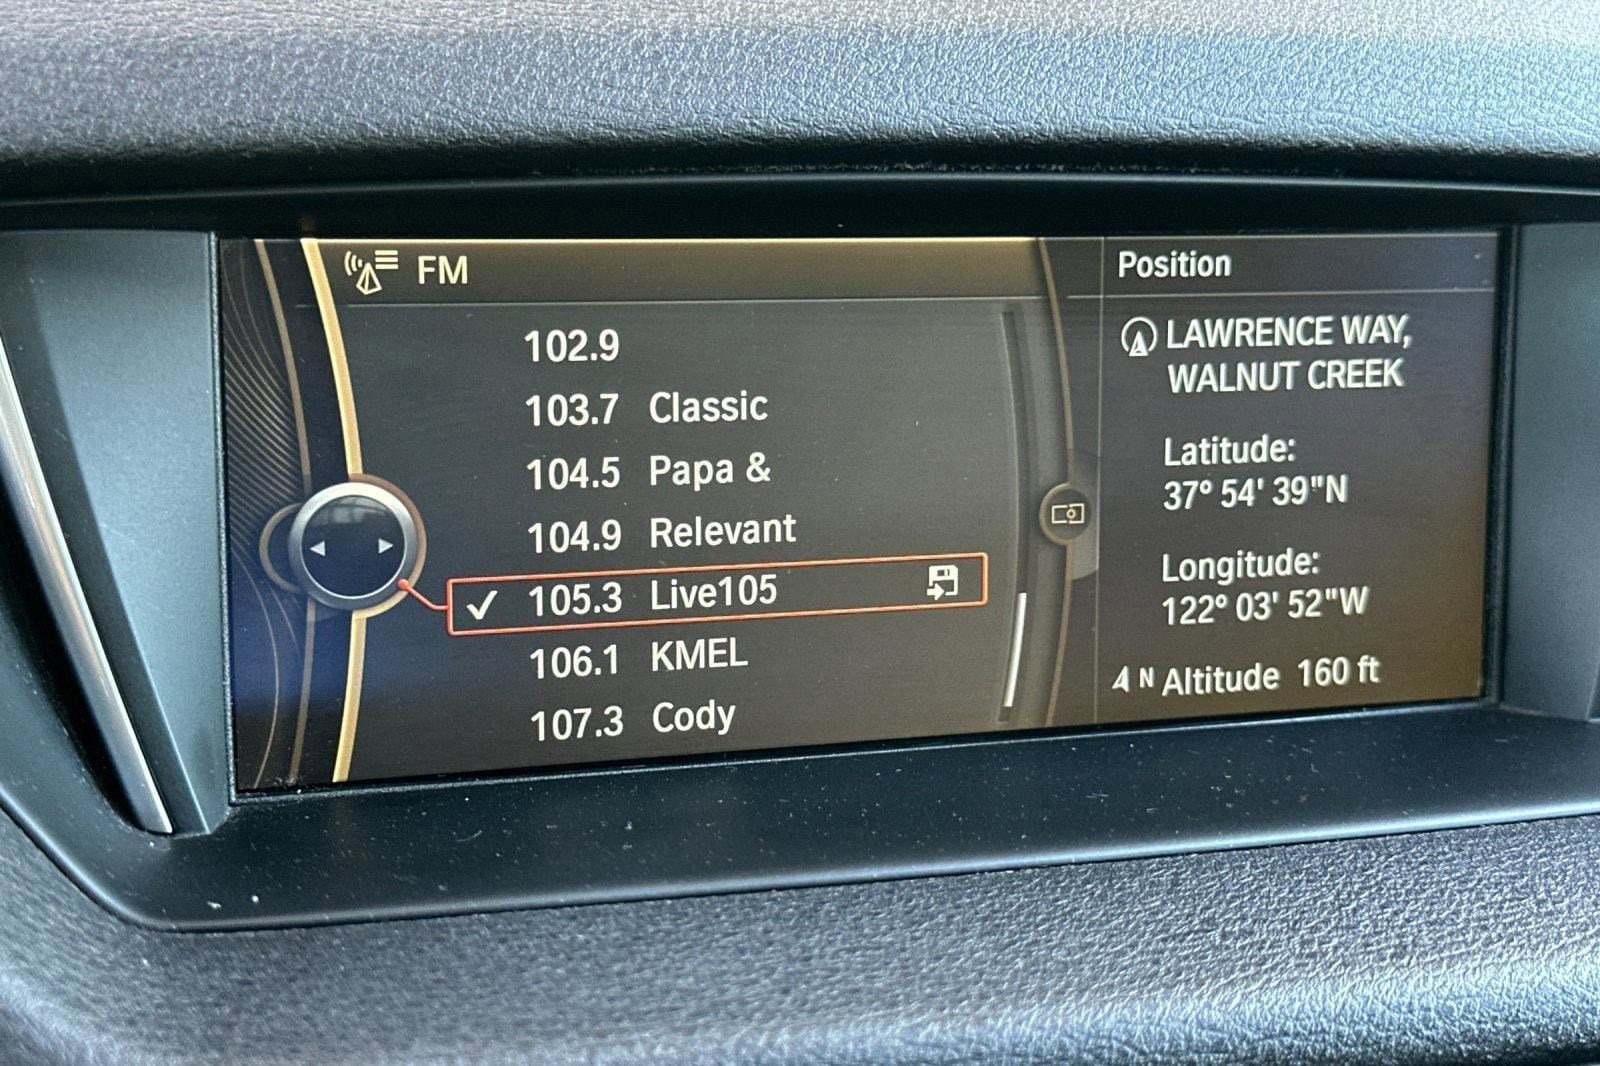 FM
102.9
103.7 Classic
104.5 Papa &
104.9 Relevant
105.3 Live105
106.1 KMEL
107.3 Cody
Position
LAWRENCE WAY,
WALNUT CREEK
Latitude:
37° 54' 39"N
Longitude:
122° 03' 52"W
N Altitude 160 ft